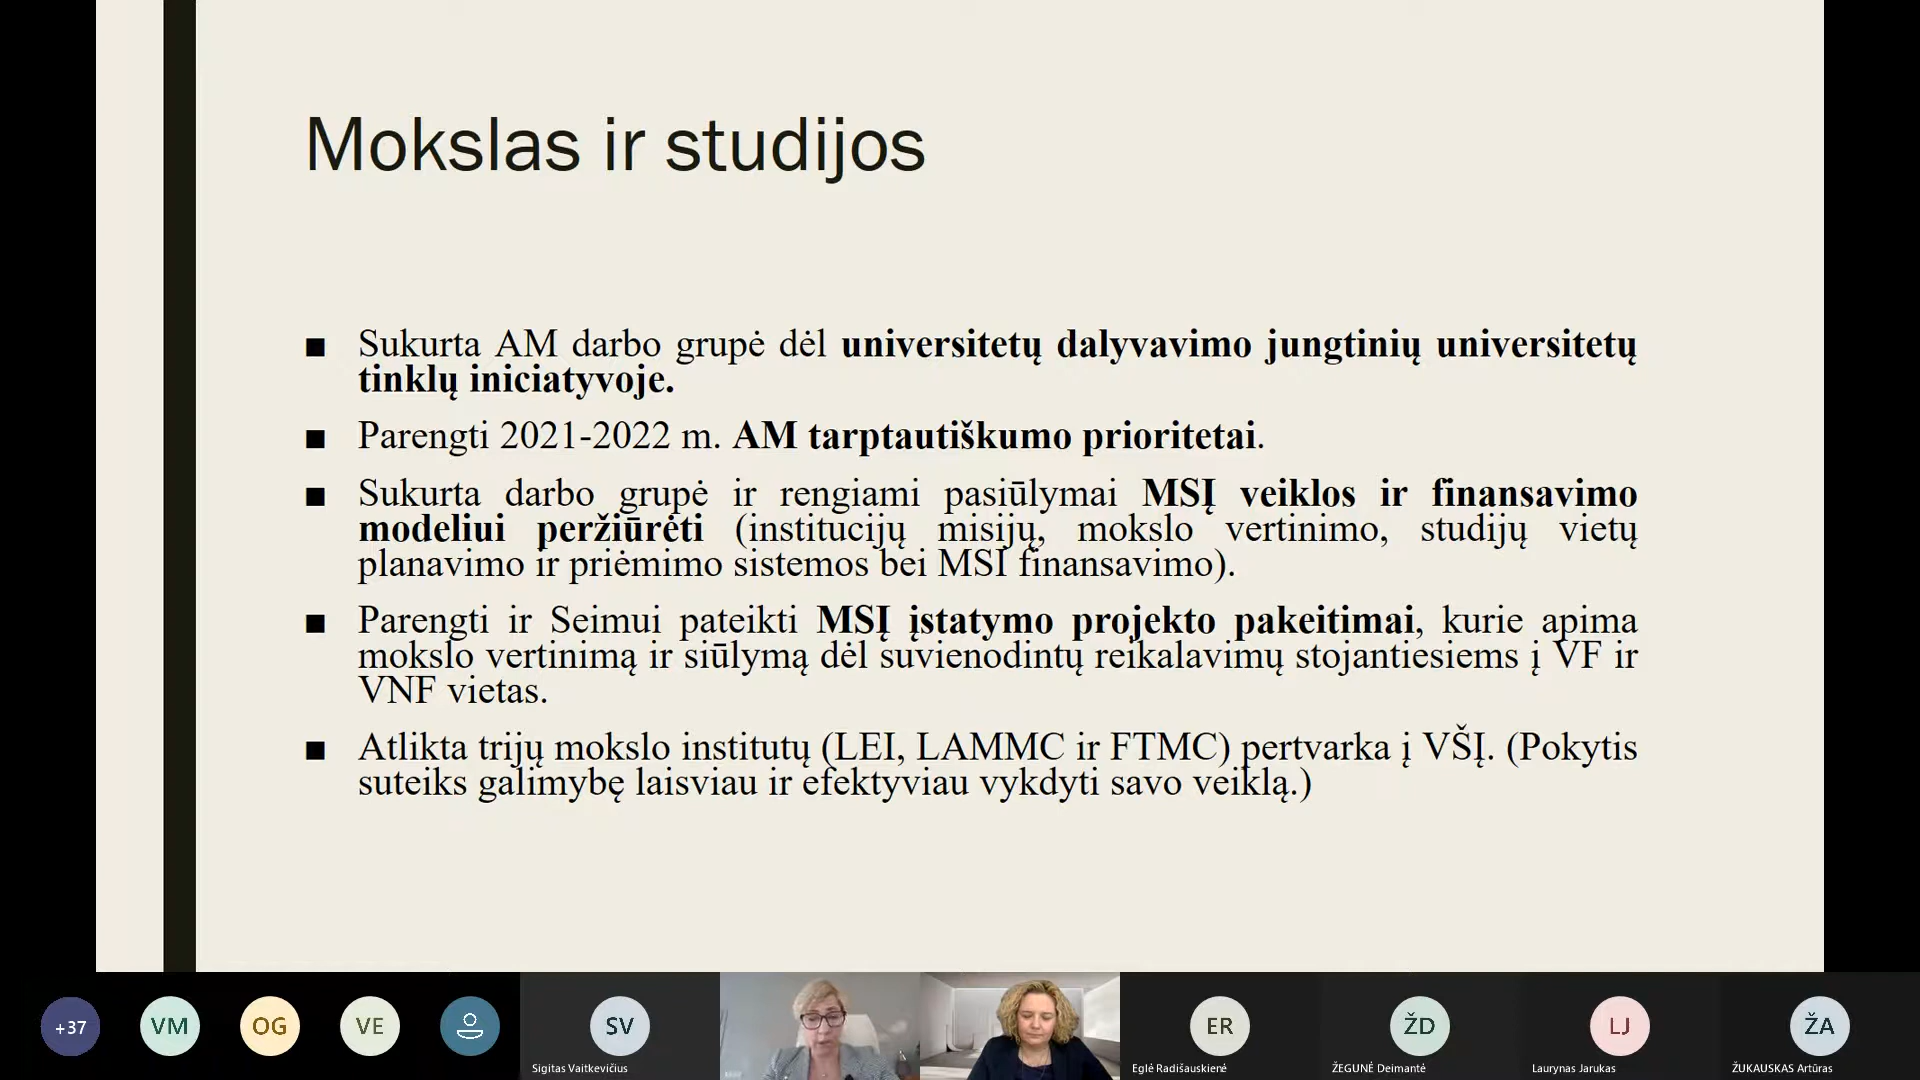 Mokslas ir studijos
■ Sukurta AM darbo grupė dėl universitetų dalyvavimo jungtinių universitetų
tinklų iniciatyvoje.
■ Parengti 2021-2022 m. AM tarptautiškumo prioritetai.
■ Sukurta darbo grupė ir rengiami pasiūlymai MSĮ veiklos ir finansavimo
modeliui peržiūrėti (institucijų misijų, mokslo vertinimo, studijų vietų
planavimo ir priėmimo sistemos bei MSI finansavimo).
■ Parengti ir Seimui pateikti MSĮ įstatymo projekto pakeitimai, kurie apima
mokslo vertinimą ir siūlymą dėl suvienodintų reikalavimų stojantiesiems į VF ir
VNF vietas.
■ Atlikta trijų mokslo institutų (LEI, LAMMC ir FTMC) pertvarka į VŠĮ. (Pokytis
suteiks galimybę laisviau ir efektyviau vykdyti savo veiklą.)
+37 VM OG VE SV ER ŽD LJ ŽA
Sigitas Vaitkevičius Eglė Radišauskienė ŽEGUNĖ Deimantė Laurynas Jarukas ŽUKAUSKAS Artūras